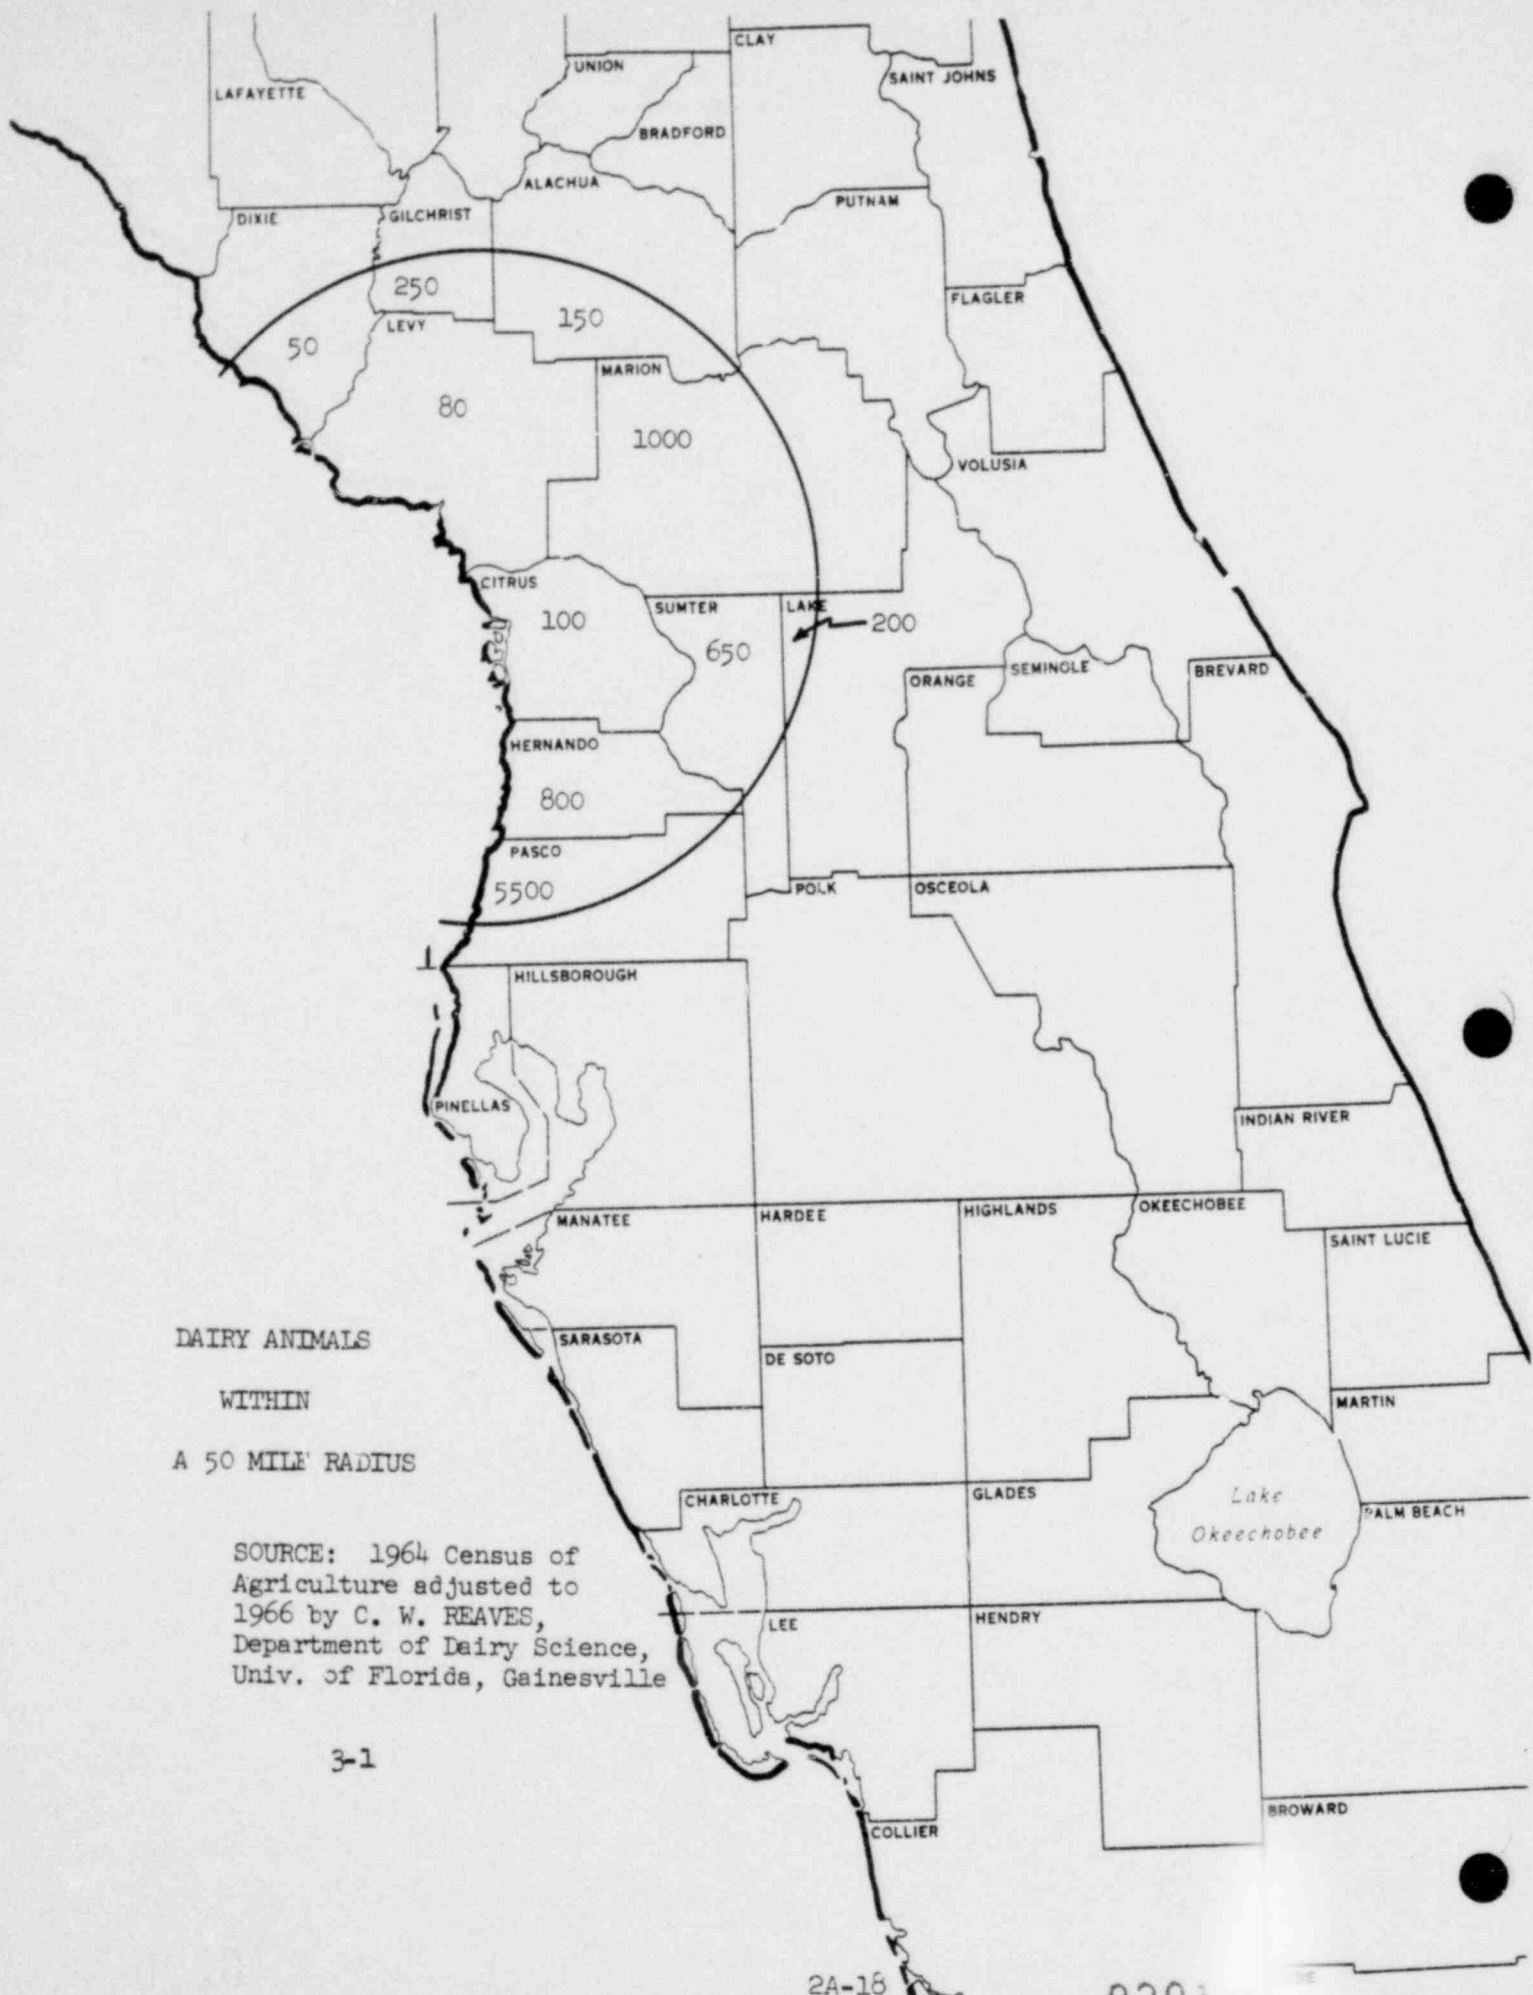 CLAY
UNION
SAINT JOHNS
LAFAYETTE
BRADFORD
ALACHUA
PUTNAM
DIXIE
GILCHRIST
250
FLAGLER
150
LEVY
50
MARION
80
1000
VOLUSIA
CITRUS
SUMTER
LAKE
100
200
650
SEMINOLE
BREVARD
ORANGE
HERNANDO
800
PASCO
5500
POLK
OSCEOLA
HILLSBOROUGH
PINELLAS
INDIAN RIVER
MANATEE
HARDEE
HIGHLANDS
OKEECHOBEE
SAINT LUCIE
DAIRY ANIMALS
SARASOTA
DE SOTO
WITHIN
MARTIN
A 50 MILE RADIUS
CHARLOTTE
GLADES
Lake
Okeechobee
PALM BEACH
SOURCE: 1964 Census of
Agriculture adjusted to
1966 by C. W. REAVES,
Department of Dairy Science,
Univ. of Florida, Gainesville
LEE
HENDRY
3-1
BROWARD
COLLIER
2A-18